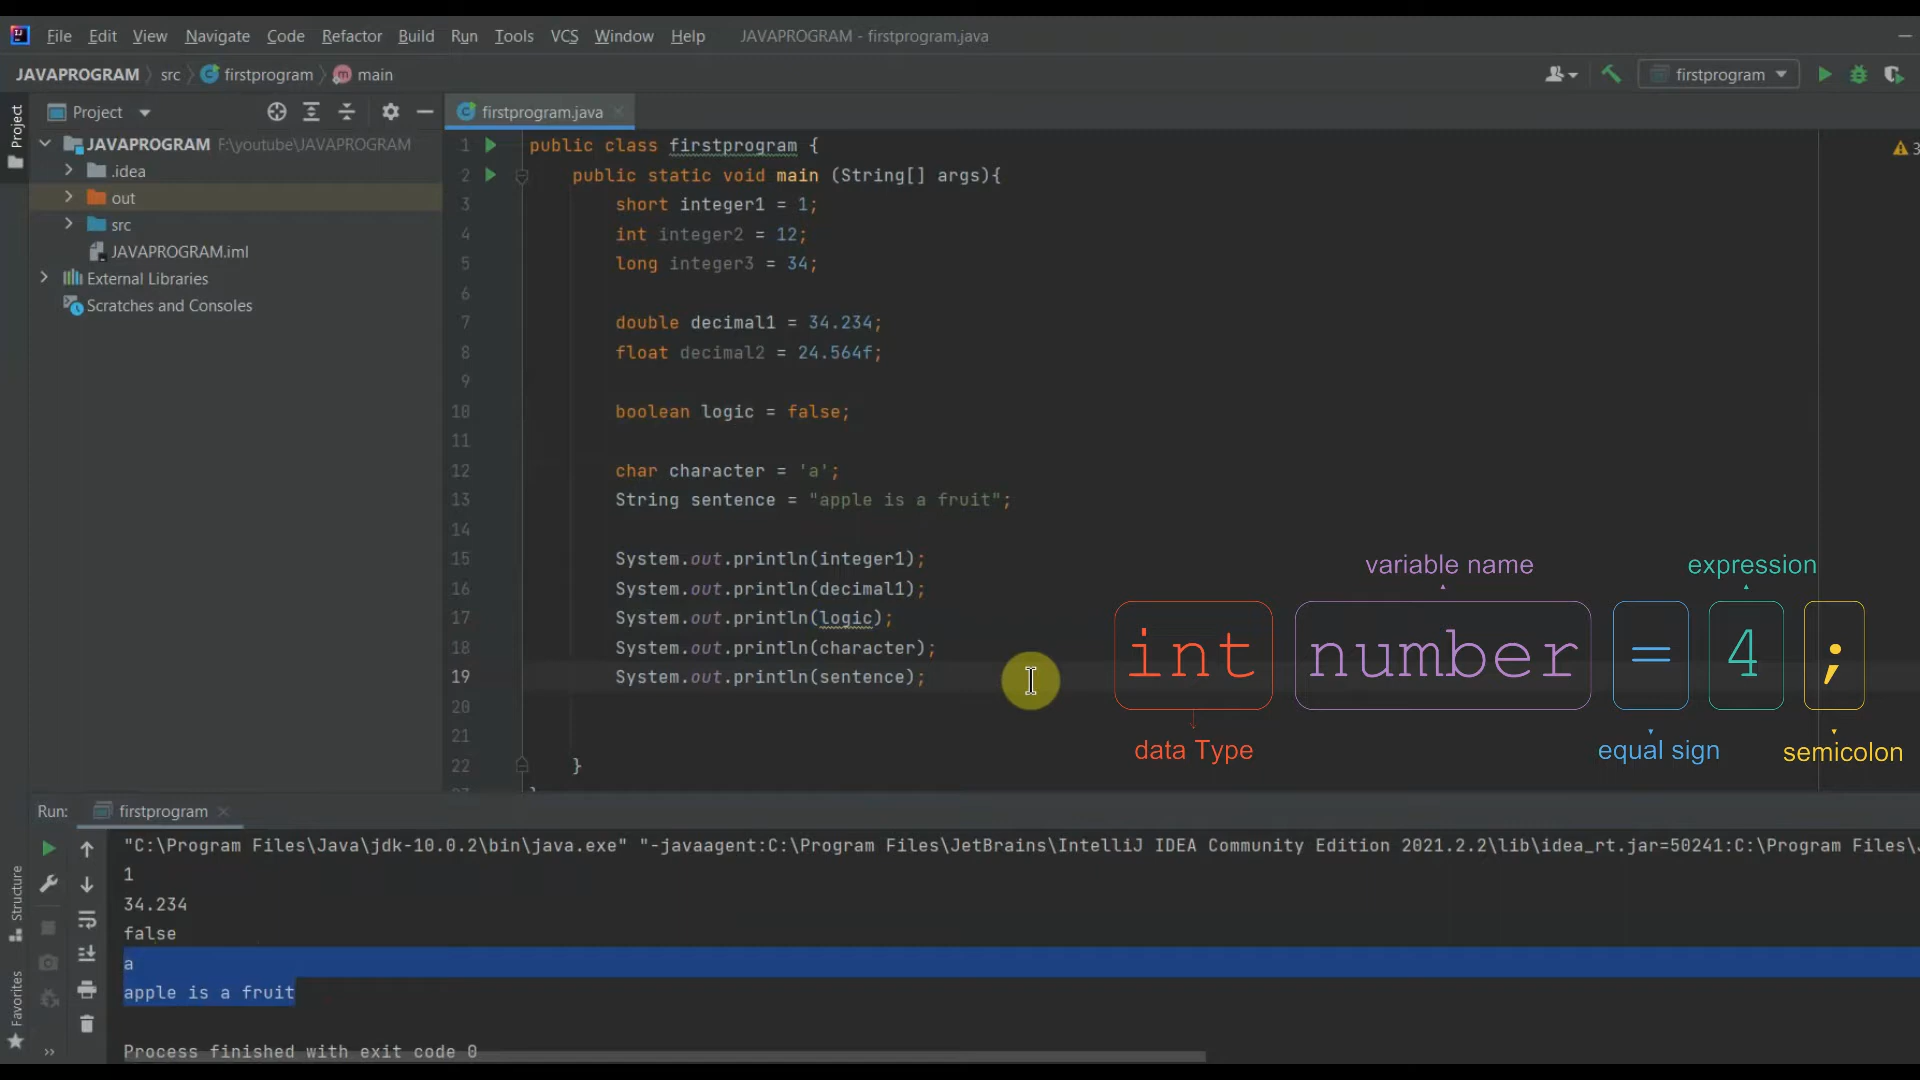 File Edit View Navigate Code Refactor Build Run Tools VCS Window Help JAVAPROGRAM - firstprogram.java
JAVAPROGRAM src firstprogram main
firstprogram
Project
Project
JAVAPROGRAM F:\youtube\JAVAPROGRAM
.idea
out
src
JAVAPROGRAM.iml
External Libraries
Scratches and Consoles
firstprogram.java
3
1 public class firstprogram {
2 public static void main (String[] args){
3 short integer1 = 1;
4 int integer2 = 12;
5 long integer3 = 34;
6
7 double decimal1 = 34.234;
8 float decimal2 = 24.564f;
9
10 boolean logic = false;
11
12 char character = 'a';
13 String sentence = "apple is a fruit";
14
15 System.out.println(integer1);
16 System.out.println(decimal1);
17 System.out.println(logic);
18 System.out.println(character);
19 System.out.println(sentence);
20
21
22 }
variable name expression
int number = 4 ;
data Type equal sign semicolon
Run: firstprogram
"C:\Program Files\Java\jdk-10.0.2\bin\java.exe" "-javaagent:C:\Program Files\JetBrains\IntelliJ IDEA Community Edition 2021.2.2\lib\idea_rt.jar=50241:C:\Program Files\
1
34.234
false
a
apple is a fruit
Process finished with exit code 0
Structure
Favorites